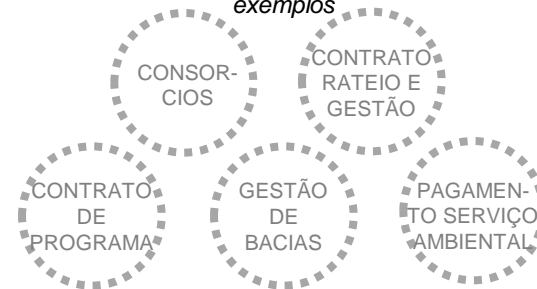 exemplos
CONSOR-
CIOS
CONTRATO
RATEIO E
GESTÃO
CONTRATO
DE
PROGRAMA
GESTÃO
DE
BACIAS
PAGAMEN-
TO SERVIÇO
AMBIENTAL